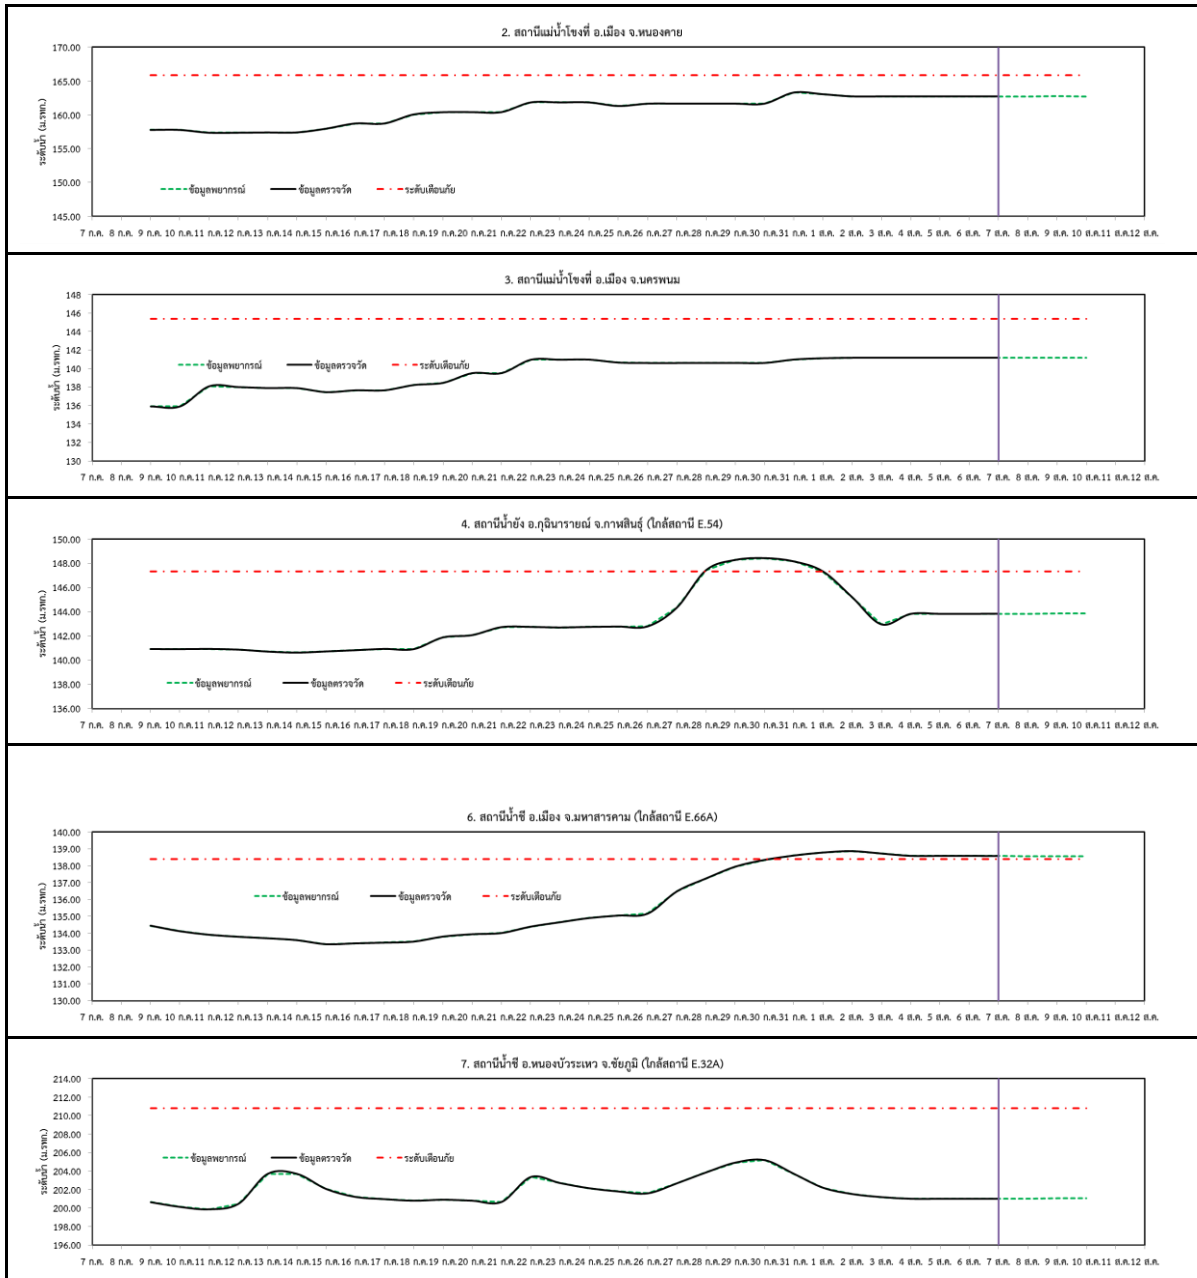 2. สถานีแม่น้ำโขงที่ อ.เมือง จ.หนองคาย
170.00
165.00
160.00
155.00
150.00
145.00
ระดับน้ำ (ม.รทก.)
ข้อมูลพยากรณ์ ข้อมูลตรวจวัด ระดับเตือนภัย
7 ก.ค. 8 ก.ค. 9 ก.ค. 10 ก.ค. 11 ก.ค. 12 ก.ค. 13 ก.ค. 14 ก.ค. 15 ก.ค. 16 ก.ค. 17 ก.ค. 18 ก.ค. 19 ก.ค. 20 ก.ค. 21 ก.ค. 22 ก.ค. 23 ก.ค. 24 ก.ค. 25 ก.ค. 26 ก.ค. 27 ก.ค. 28 ก.ค. 29 ก.ค. 30 ก.ค. 31 ก.ค. 1 ส.ค. 2 ส.ค. 3 ส.ค. 4 ส.ค. 5 ส.ค. 6 ส.ค. 7 ส.ค. 8 ส.ค. 9 ส.ค. 10 ส.ค. 11 ส.ค. 12 ส.ค.
3. สถานีแม่น้ำโขงที่ อ.เมือง จ.นครพนม
148
146
144
142
140
138
136
134
132
130
ระดับน้ำ (ม.รทก.)
ข้อมูลพยากรณ์ ข้อมูลตรวจวัด ระดับเตือนภัย
7 ก.ค. 8 ก.ค. 9 ก.ค. 10 ก.ค. 11 ก.ค. 12 ก.ค. 13 ก.ค. 14 ก.ค. 15 ก.ค. 16 ก.ค. 17 ก.ค. 18 ก.ค. 19 ก.ค. 20 ก.ค. 21 ก.ค. 22 ก.ค. 23 ก.ค. 24 ก.ค. 25 ก.ค. 26 ก.ค. 27 ก.ค. 28 ก.ค. 29 ก.ค. 30 ก.ค. 31 ก.ค. 1 ส.ค. 2 ส.ค. 3 ส.ค. 4 ส.ค. 5 ส.ค. 6 ส.ค. 7 ส.ค. 8 ส.ค. 9 ส.ค. 10 ส.ค. 11 ส.ค. 12 ส.ค.
4. สถานีน้ำยัง อ.กุฉินารายณ์ จ.กาฬสินธุ์ (ใกล้สถานี E.54)
150.00
148.00
146.00
144.00
142.00
140.00
138.00
136.00
ระดับน้ำ (ม.รทก.)
ข้อมูลพยากรณ์ ข้อมูลตรวจวัด ระดับเตือนภัย
7 ก.ค. 8 ก.ค. 9 ก.ค. 10 ก.ค. 11 ก.ค. 12 ก.ค. 13 ก.ค. 14 ก.ค. 15 ก.ค. 16 ก.ค. 17 ก.ค. 18 ก.ค. 19 ก.ค. 20 ก.ค. 21 ก.ค. 22 ก.ค. 23 ก.ค. 24 ก.ค. 25 ก.ค. 26 ก.ค. 27 ก.ค. 28 ก.ค. 29 ก.ค. 30 ก.ค. 31 ก.ค. 1 ส.ค. 2 ส.ค. 3 ส.ค. 4 ส.ค. 5 ส.ค. 6 ส.ค. 7 ส.ค. 8 ส.ค. 9 ส.ค. 10 ส.ค. 11 ส.ค. 12 ส.ค.
6. สถานีน้ำชี อ.เมือง จ.มหาสารคาม (ใกล้สถานี E.66A)
140.00
139.00
138.00
137.00
136.00
135.00
134.00
133.00
132.00
131.00
130.00
ระดับน้ำ (ม.รทก.)
ข้อมูลพยากรณ์ ข้อมูลตรวจวัด ระดับเตือนภัย
7 ก.ค. 8 ก.ค. 9 ก.ค. 10 ก.ค. 11 ก.ค. 12 ก.ค. 13 ก.ค. 14 ก.ค. 15 ก.ค. 16 ก.ค. 17 ก.ค. 18 ก.ค. 19 ก.ค. 20 ก.ค. 21 ก.ค. 22 ก.ค. 23 ก.ค. 24 ก.ค. 25 ก.ค. 26 ก.ค. 27 ก.ค. 28 ก.ค. 29 ก.ค. 30 ก.ค. 31 ก.ค. 1 ส.ค. 2 ส.ค. 3 ส.ค. 4 ส.ค. 5 ส.ค. 6 ส.ค. 7 ส.ค. 8 ส.ค. 9 ส.ค. 10 ส.ค. 11 ส.ค. 12 ส.ค.
7. สถานีน้ำชี อ.หนองบัวระเหว จ.ชัยภูมิ (ใกล้สถานี E.32A)
214.00
212.00
210.00
208.00
206.00
204.00
202.00
200.00
198.00
196.00
ระดับน้ำ (ม.รทก.)
ข้อมูลพยากรณ์ ข้อมูลตรวจวัด ระดับเตือนภัย
7 ก.ค. 8 ก.ค. 9 ก.ค. 10 ก.ค. 11 ก.ค. 12 ก.ค. 13 ก.ค. 14 ก.ค. 15 ก.ค. 16 ก.ค. 17 ก.ค. 18 ก.ค. 19 ก.ค. 20 ก.ค. 21 ก.ค. 22 ก.ค. 23 ก.ค. 24 ก.ค. 25 ก.ค. 26 ก.ค. 27 ก.ค. 28 ก.ค. 29 ก.ค. 30 ก.ค. 31 ก.ค. 1 ส.ค. 2 ส.ค. 3 ส.ค. 4 ส.ค. 5 ส.ค. 6 ส.ค. 7 ส.ค. 8 ส.ค. 9 ส.ค. 10 ส.ค. 11 ส.ค. 12 ส.ค.